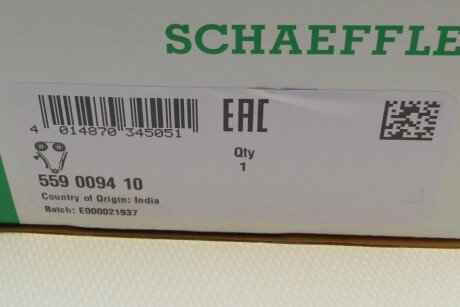 SCHAEFFLE
EAC
4 014870 345051
Qty
1
559 0094 10
Country of Origin: India
Batch: E000021937